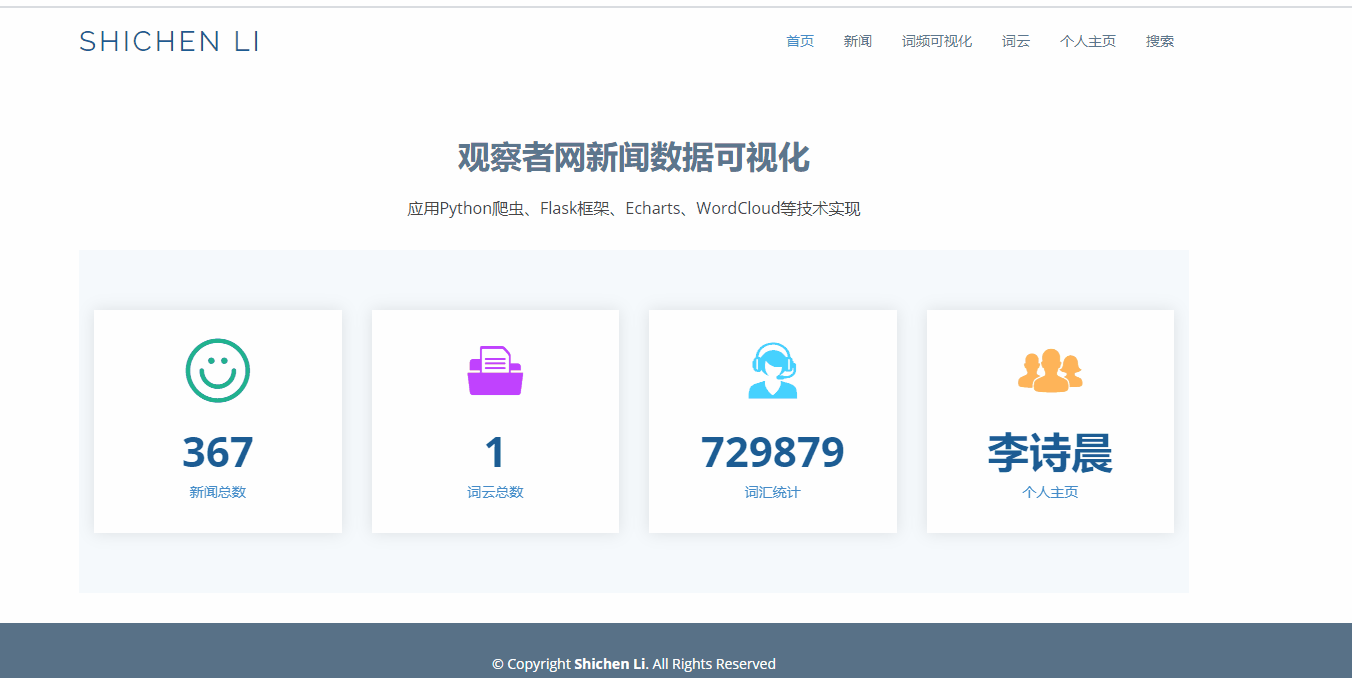 SHICHEN LI
首页 新闻 词频可视化 词云 个人主页 搜索
观察者网新闻数据可视化
应用Python爬虫、Flask框架、Echarts、WordCloud等技术实现
367
新闻总数
1
词云总数
729879
词汇统计
李诗晨
个人主页
© Copyright Shichen Li. All Rights Reserved